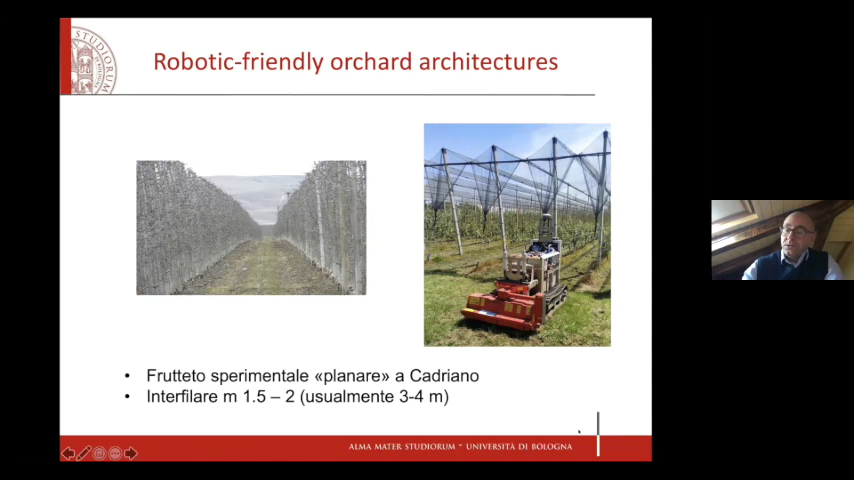 Robotic-friendly orchard architectures
• Frutteto sperimentale «planare» a Cadriano
• Interfilare m 1.5 – 2 (usualmente 3-4 m)
ALMA MATER STUDIORUM ~ UNIVERSITÀ DI BOLOGNA